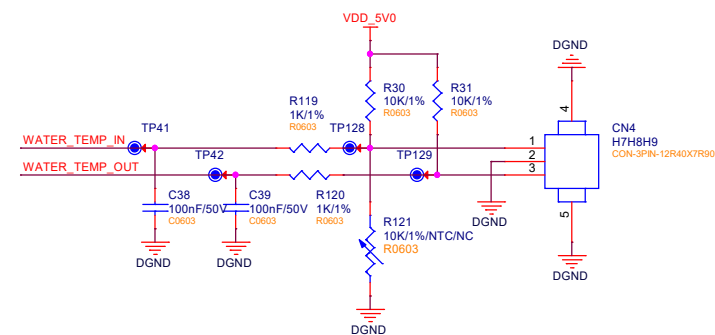 VDD_5V0
DGND
R119
1K/1%
R0603
R30
10K/1%
R0603
R31
10K/1%
R0603
4
CN4
H7H8H9
CON-3PIN-12R40X7R90
TP41
TP128
WATER_TEMP_IN
1
2
3
WATER_TEMP_OUT
TP42
TP129
C38
100nF/50V
C0603
C39
100nF/50V
C0603
R120
1K/1%
R0603
R121
10K/1%/NTC/NC
R0603
5
DGND
DGND
DGND
DGND
DGND